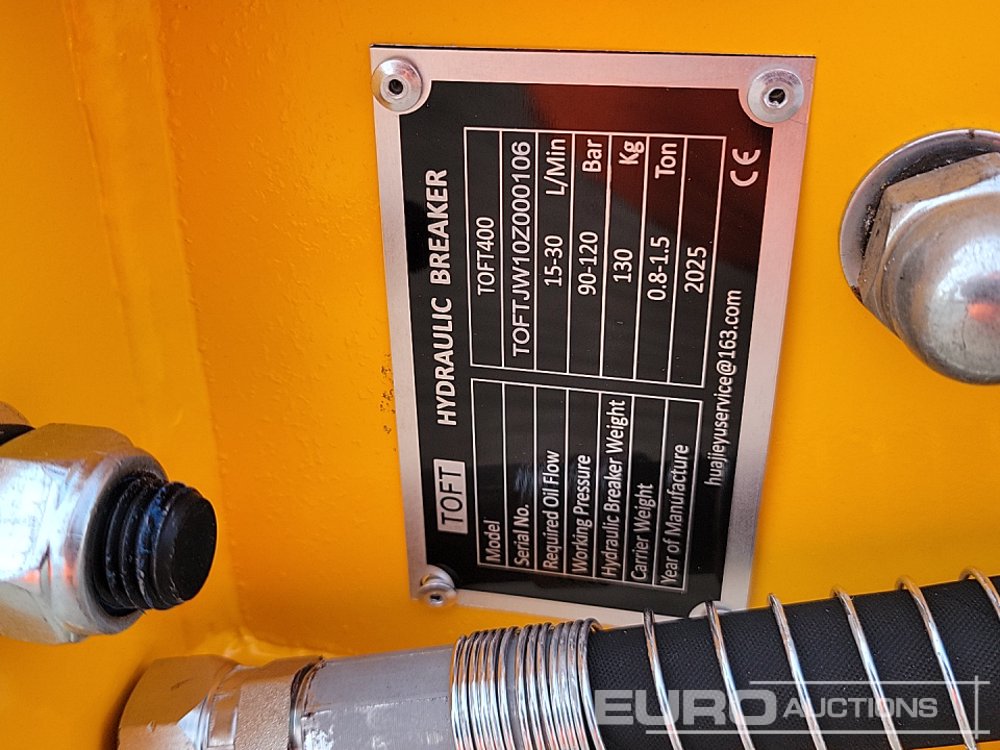 TOFT HYDRAULIC BREAKER
Model TOFT400
Serial No. TOFTJW10Z000106
Required Oil Flow 15-30 L/Min
Working Pressure 90-120 Bar
Hydraulic Breaker Weight 130 Kg
Carrier Weight 0.8-1.5 Ton
Year of Manufacture 2025
huajieyuservice@163.com CE
EURO AUCTIONS